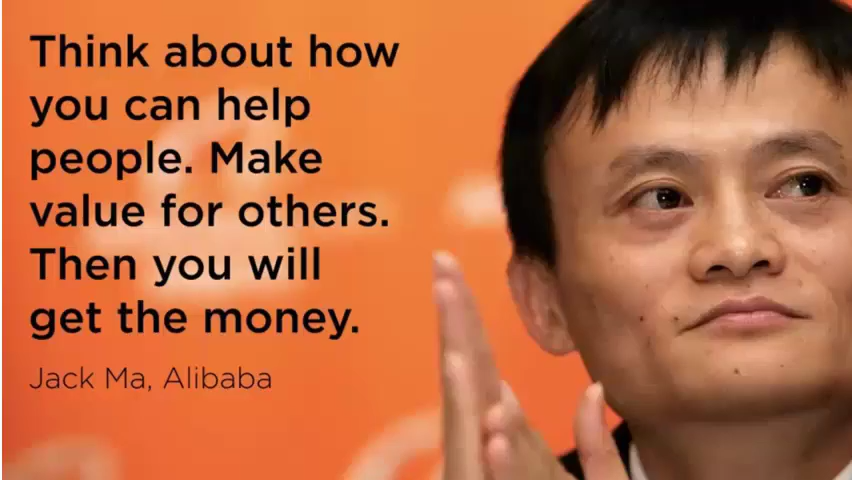 Think about how
you can help
people. Make
value for others.
Then you will
get the money.
Jack Ma, Alibaba